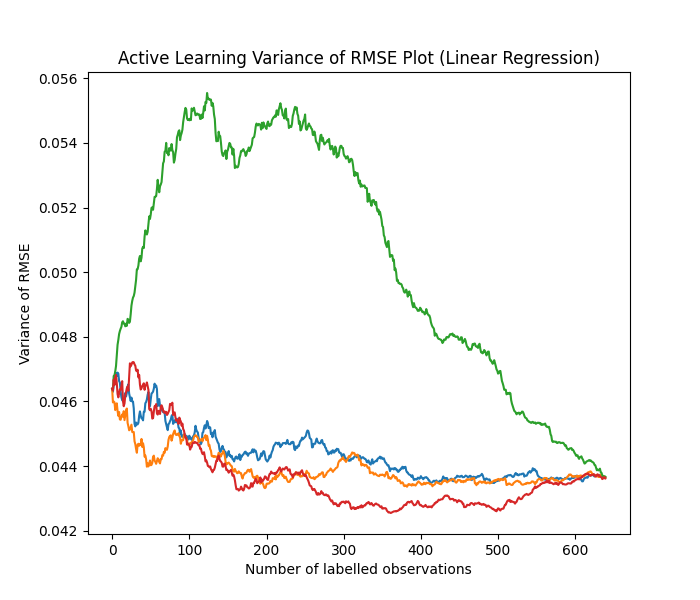 Active Learning Variance of RMSE Plot (Linear Regression)
0.056
0.054
0.052
0.050
0.048
0.046
0.044
0.042
Variance of RMSE
0 100 200 300 400 500 600
Number of labelled observations